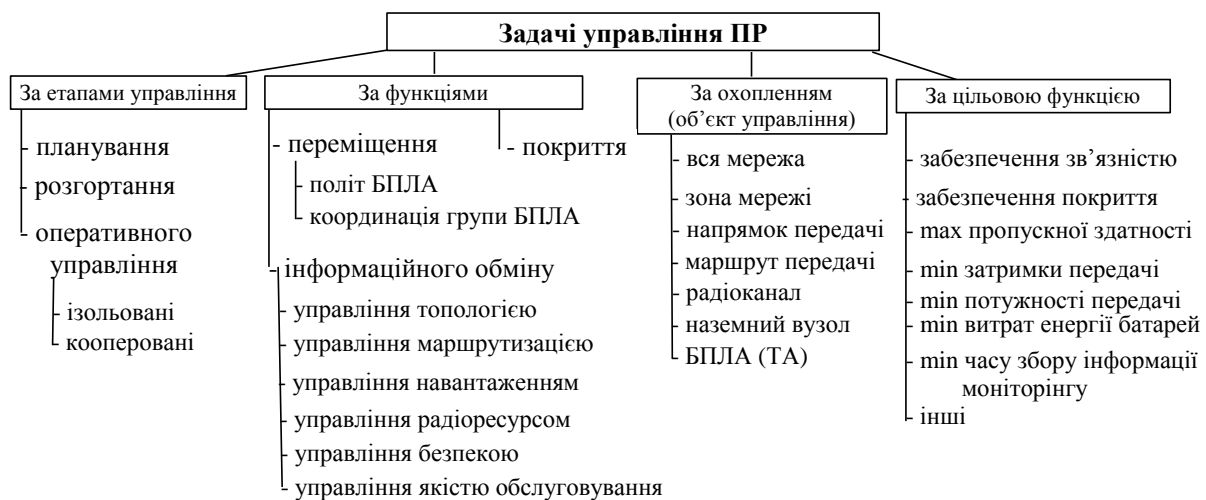 Задачі управління ПР
За етапами управління
- планування
- розгортання
- оперативного
управління
- ізольовані
- кооперовані
За функціями
- переміщення
- політ БПЛА
- координація групи БПЛА
- інформаційного обміну
- управління топологією
- управління маршрутизацією
- управління навантаженням
- управління радіоресурсом
- управління безпекою
- управління якістю обслуговування
- покриття
За охопленням
(об’єкт управління)
- вся мережа
- зона мережі
- напрямок передачі
- маршрут передачі
- радіоканал
- наземний вузол
- БПЛА (ТА)
За цільовою функцією
- забезпечення зв’язністю
- забезпечення покриття
- max пропускної здатності
- min затримки передачі
- min потужності передачі
- min витрат енергії батарей
- min часу збору інформації
моніторінгу
- інші